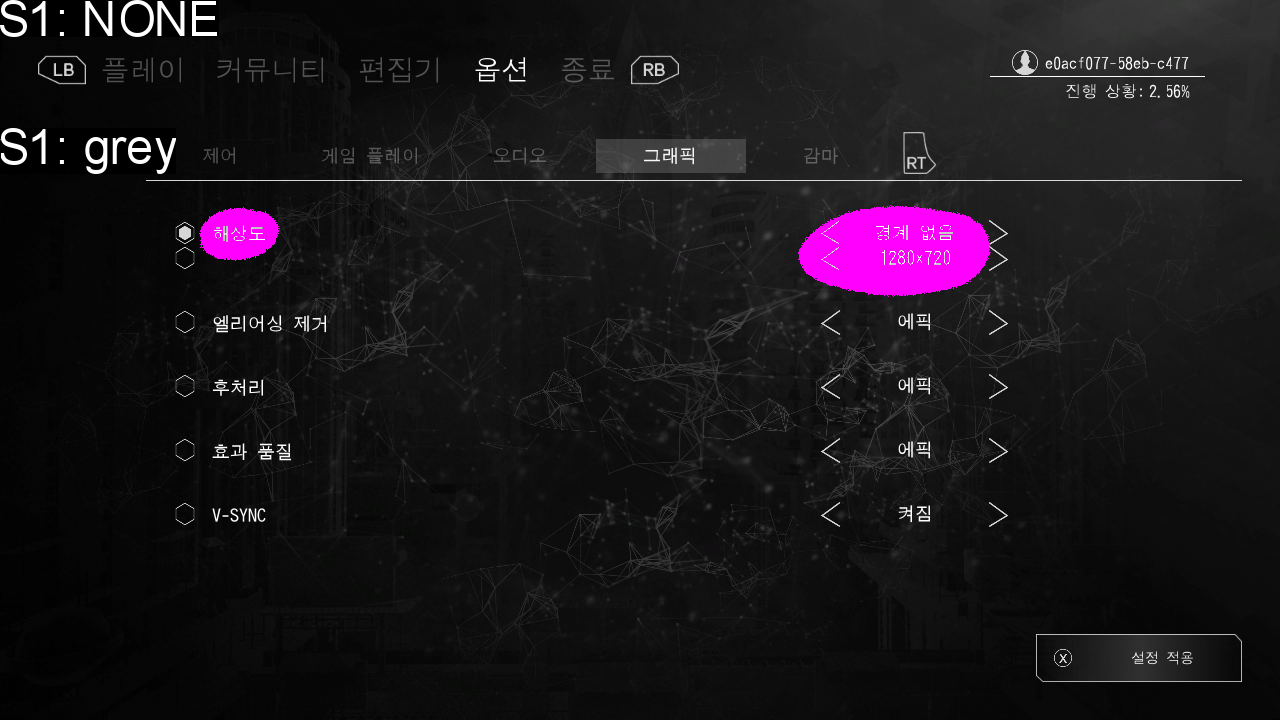 S1: NONE
LB 플레이 커뮤니티 편집기 옵션 종료 RB
e0acf077-58eb-c477
진행 상황: 2.56%
S1: grey
제어 게임 플레이 오디오 그래픽 감마 RT
해상도 경계 없음
1280×720
엘리어싱 제거 에픽
후처리 에픽
효과 품질 에픽
V-SYNC 켜짐
X 설정 적용